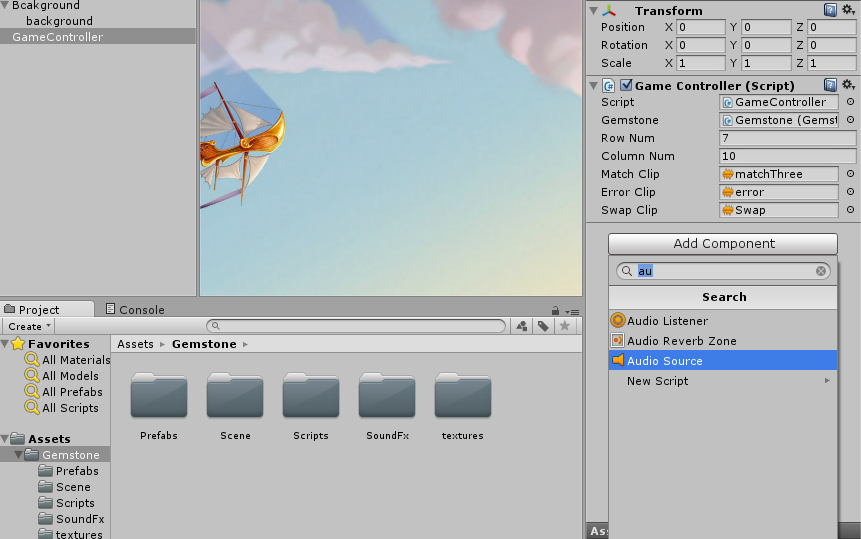 Bcakground
background
GameController
Project
Console
Create
Favorites
All Materials
All Models
All Prefabs
All Scripts
Assets
Gemstone
Prefabs
Scene
Scripts
SoundFx
textures
Assets Gemstone
Prefabs Scene Scripts SoundFx textures
Transform
Position X 0 Y 0 Z 0
Rotation X 0 Y 0 Z 0
Scale X 1 Y 1 Z 1
Game Controller (Script)
Script GameController
Gemstone Gemstone (Gemst
Row Num 7
Column Num 10
Match Clip matchThree
Error Clip error
Swap Clip Swap
Add Component
au
Search
Audio Listener
Audio Reverb Zone
Audio Source
New Script